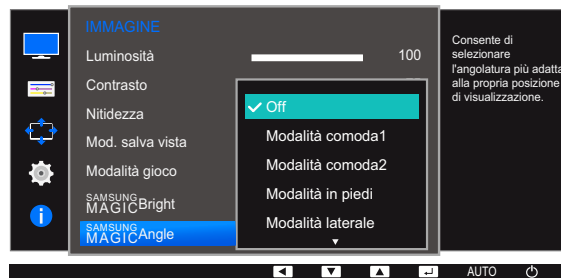 IMMAGINE
Luminosità 100
Contrasto
Nitidezza
Mod. salva vista
Modalità gioco
SAMSUNG
MAGICBright
SAMSUNG
MAGICAngle
Off
Modalità comoda1
Modalità comoda2
Modalità in piedi
Modalità laterale
Consente di
selezionare
l'angolatura più adatta
alla propria posizione
di visualizzazione.
AUTO